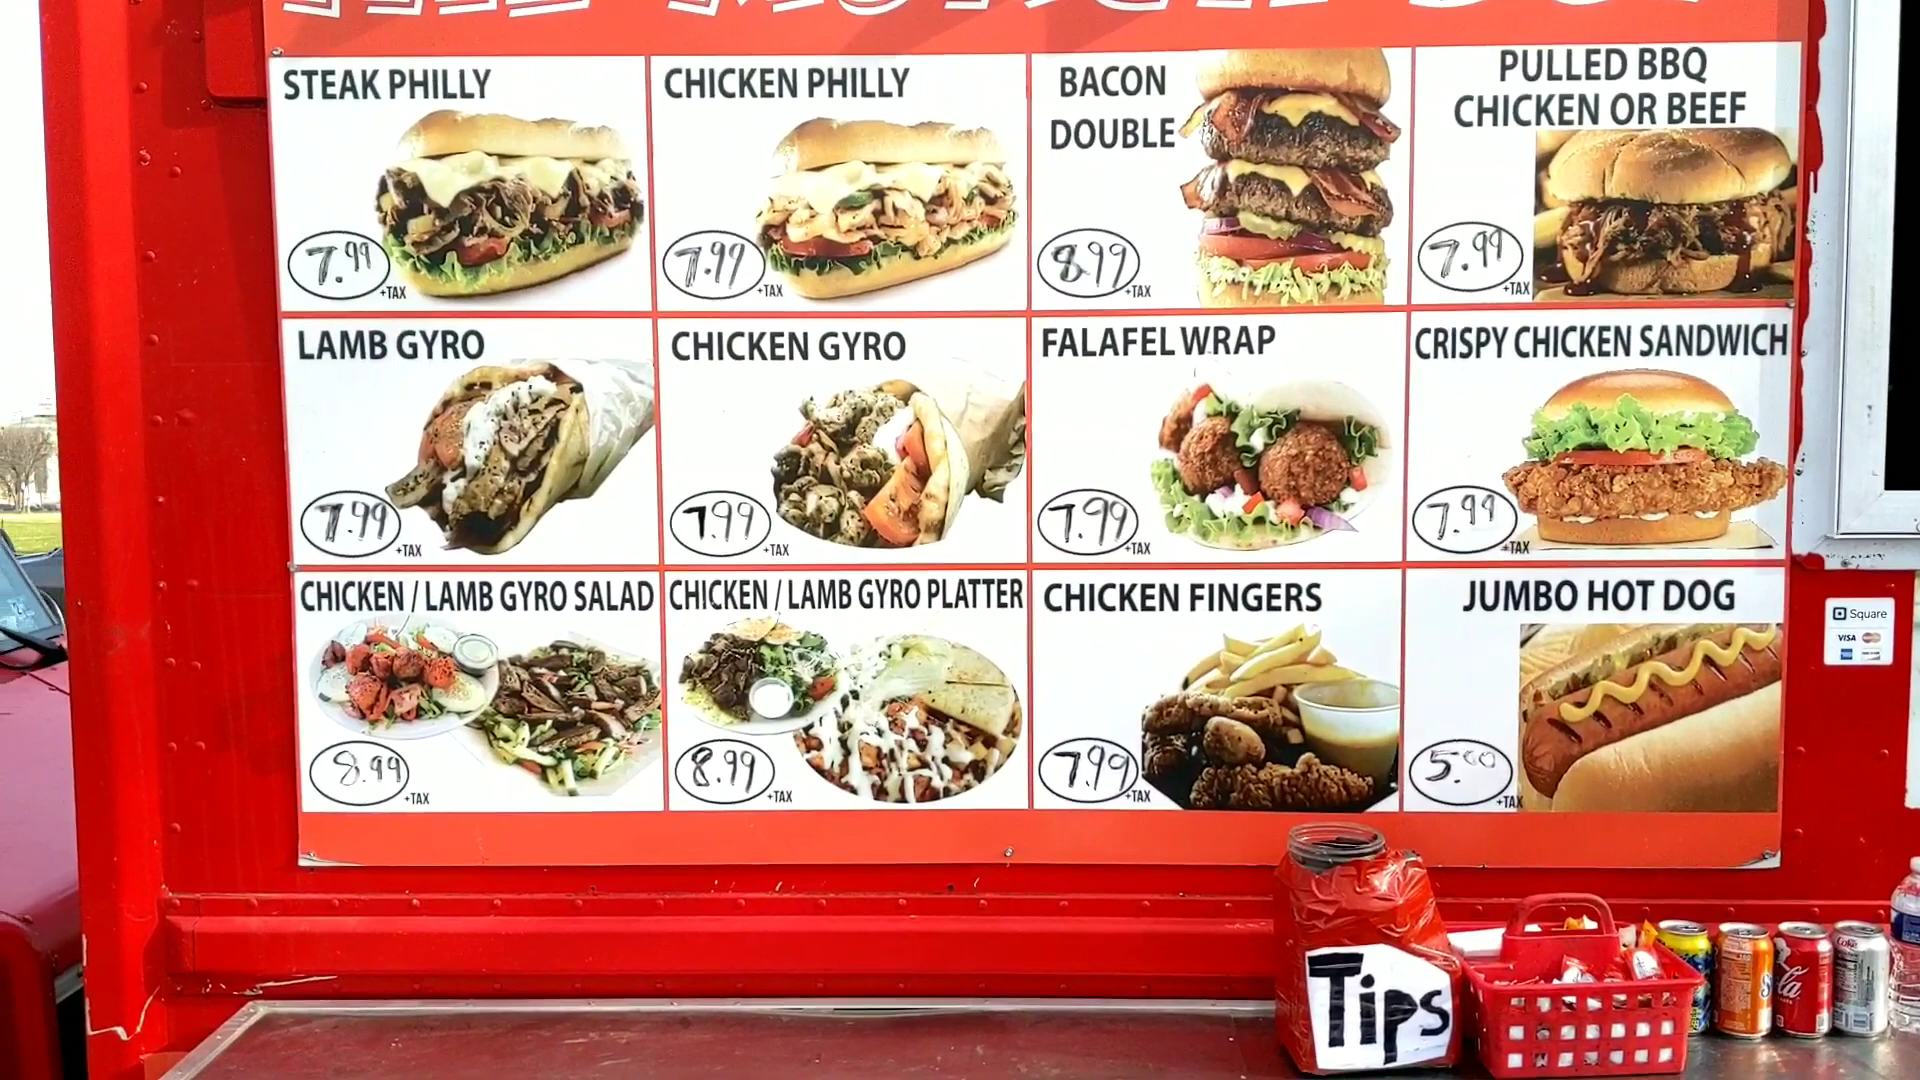 STEAK PHILLY
7.99
+TAX
CHICKEN PHILLY
7.99
+TAX
BACON
DOUBLE
8.99
+TAX
PULLED BBQ
CHICKEN OR BEEF
7.99
+TAX
LAMB GYRO
7.99
+TAX
CHICKEN GYRO
7.99
+TAX
FALAFEL WRAP
7.99
+TAX
CRISPY CHICKEN SANDWICH
7.99
+TAX
CHICKEN / LAMB GYRO SALAD
8.99
+TAX
CHICKEN / LAMB GYRO PLATTER
8.99
+TAX
CHICKEN FINGERS
7.99
+TAX
JUMBO HOT DOG
5.00
+TAX
Square
VISA
Tips
Coke